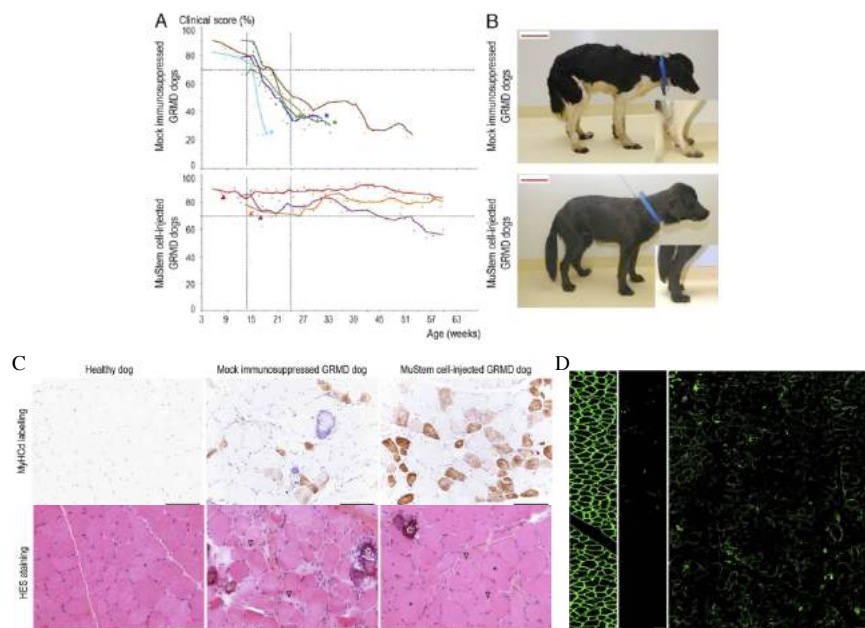 A
Clinical score (%)
Mock immunosuppressed
GRMD dogs
100
80
60
40
20
MuStem cell-injected
GRMD dogs
100
80
60
40
20
0
3 9 15 21 27 33 39 45 51 57 63
Age (weeks)
B
Mock immunosuppressed
GRMD dogs
MuStem cell-injected
GRMD dogs
C
Healthy dog
Mock immunosuppressed GRMD dog
MuStem cell-injected GRMD dog
MyHCd labelling
HES staining
D